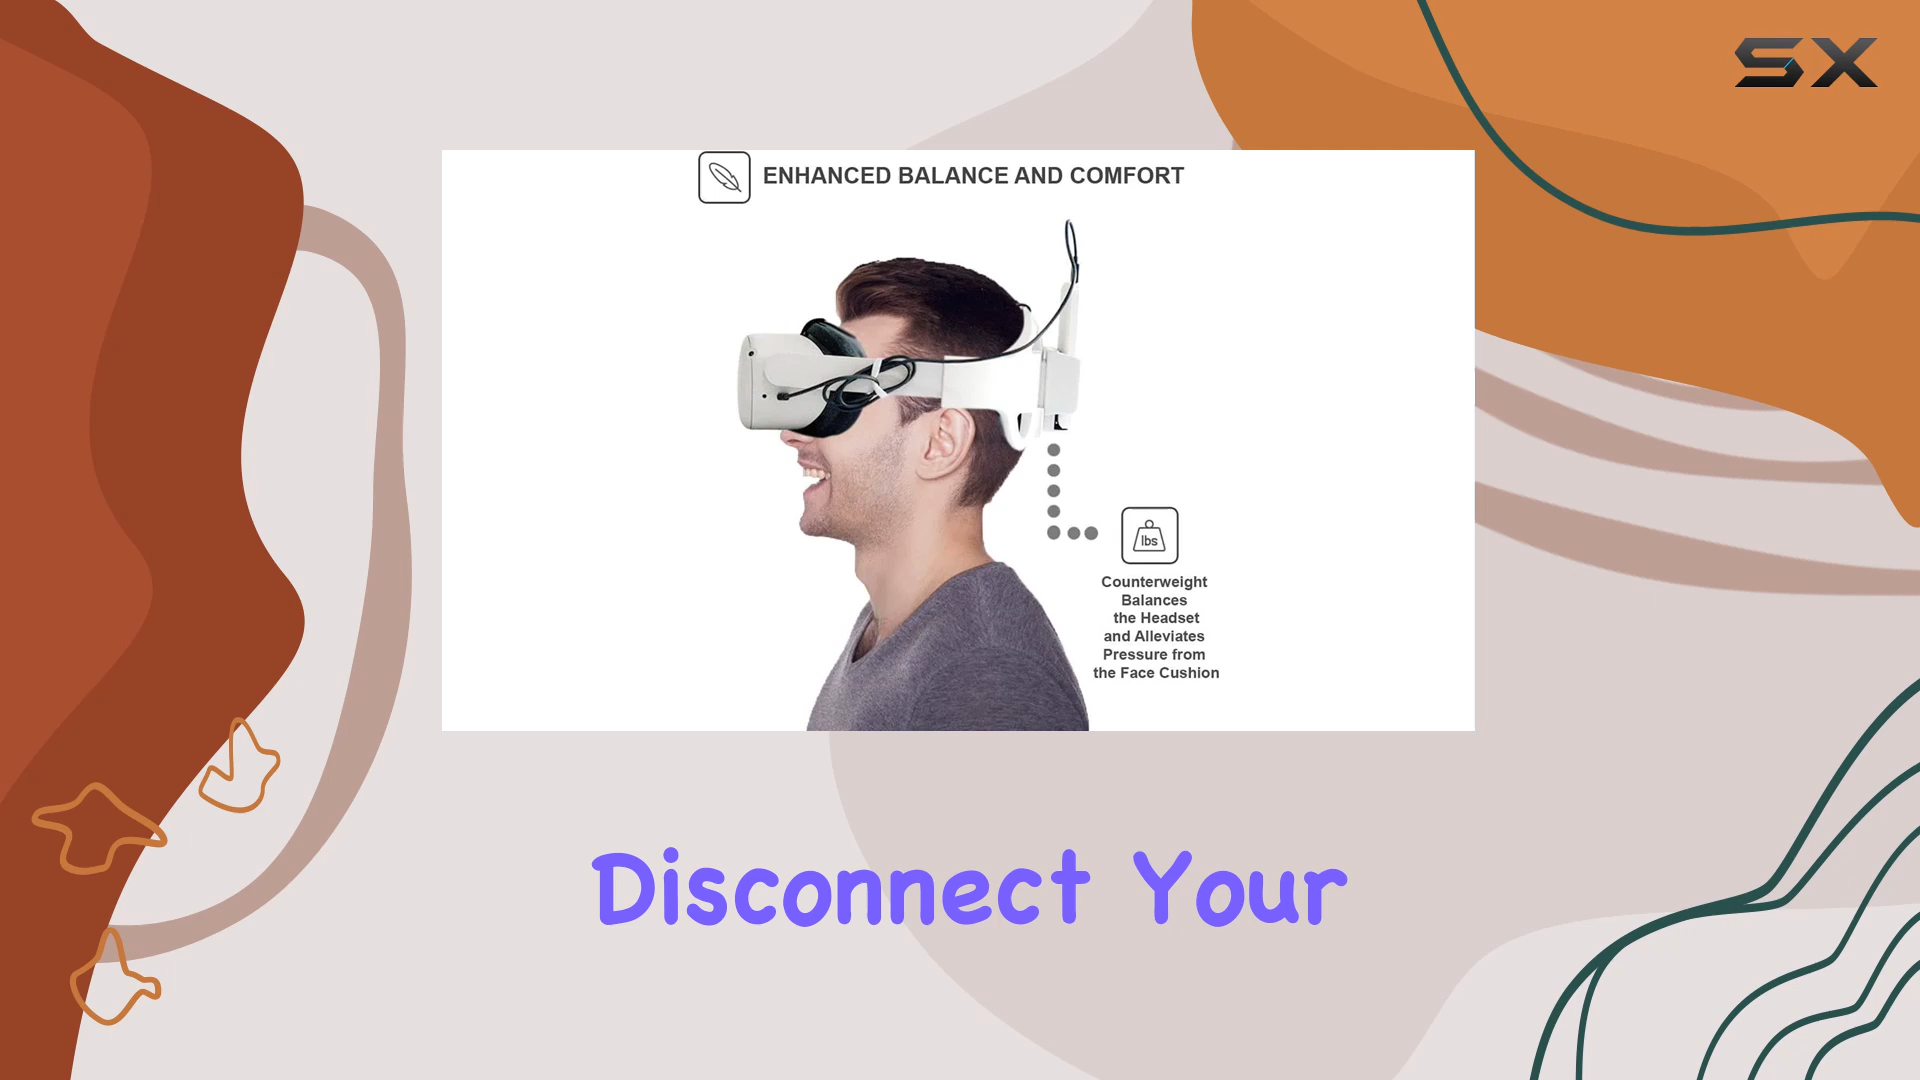 SX
ENHANCED BALANCE AND COMFORT
lbs
Counterweight
Balances
the Headset
and Alleviates
Pressure from
the Face Cushion
Disconnect Your